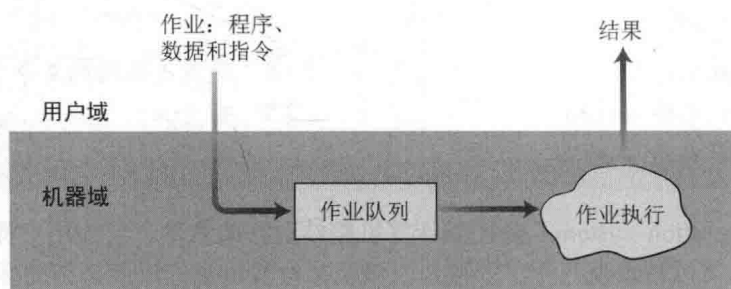 作业：程序、
数据和指令
结果
用户域
机器域
作业队列
作业执行